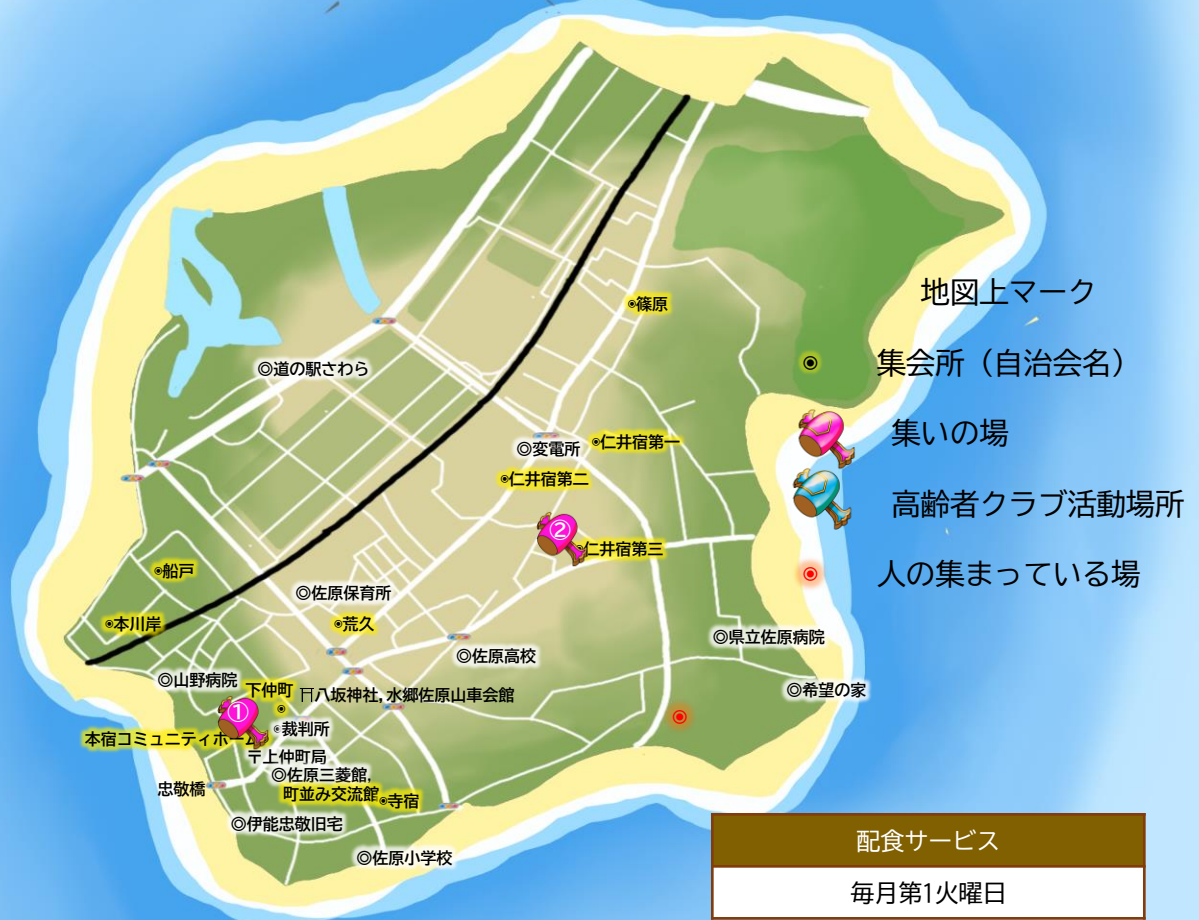 地図上マーク
◉篠原
集会所（自治会名）
◎道の駅さわら
集いの場
◎変電所
◉仁井宿第一
◉仁井宿第二
高齢者クラブ活動場所
②
◉仁井宿第三
◉船戸
人の集まっている場
◎佐原保育所
◉本川岸
◉荒久
◎県立佐原病院
◎佐原高校
◎山野病院
下仲町
◎希望の家
⛩八坂神社,水郷佐原山車会館
①
◉裁判所
本宿コミュニティホーム
〒上仲町局
◎佐原三菱館,
町並み交流館
◉寺宿
忠敬橋
◎伊能忠敬旧宅
◎佐原小学校
配食サービス
毎月第1火曜日